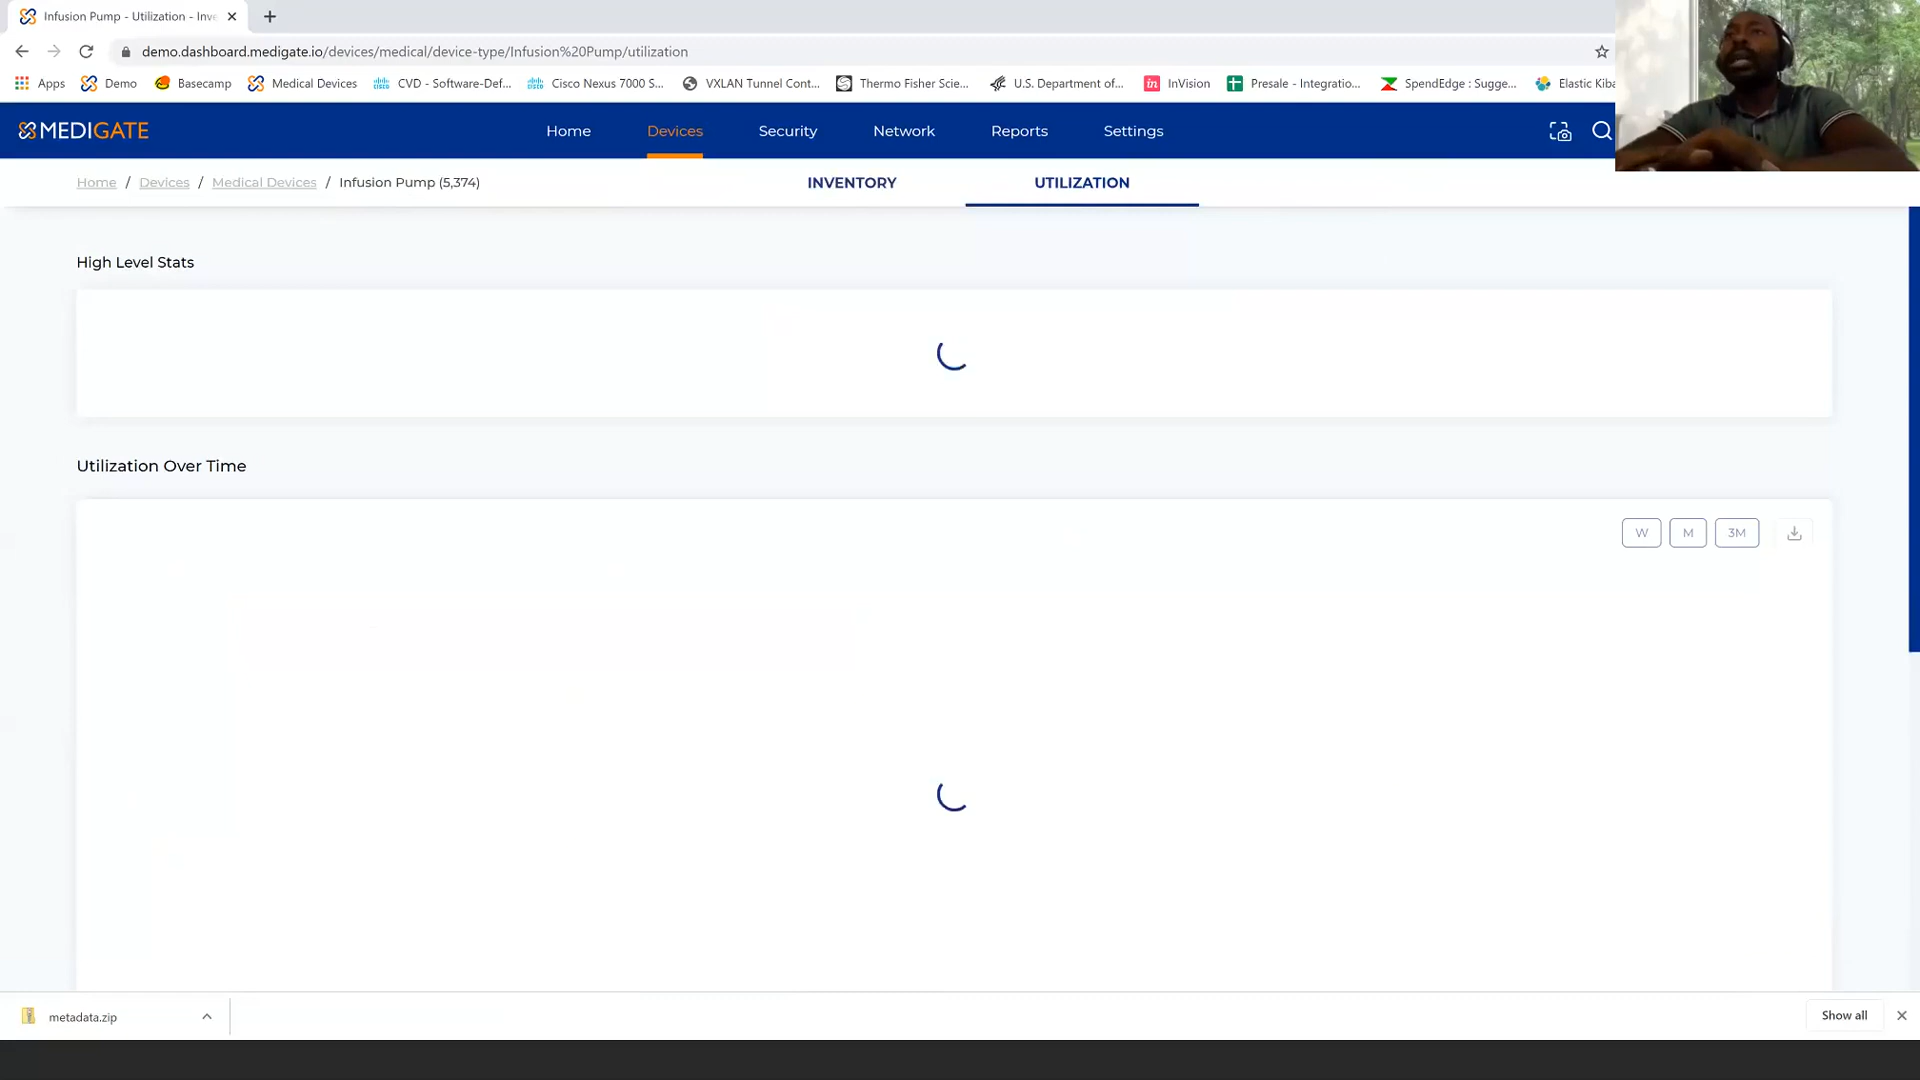 Infusion Pump - Utilization - Inve
demo.dashboard.medigate.io/devices/medical/device-type/Infusion%20Pump/utilization
Apps Demo Basecamp Medical Devices CVD - Software-Def... Cisco Nexus 7000 S... VXLAN Tunnel Cont... Thermo Fisher Scie... U.S. Department of... InVision Presale - Integratio... SpendEdge : Sugge... Elastic Kiba
MEDIGATE Home Devices Security Network Reports Settings
Home / Devices / Medical Devices / Infusion Pump (5,374) INVENTORY UTILIZATION
High Level Stats
Utilization Over Time
W M 3M
metadata.zip Show all